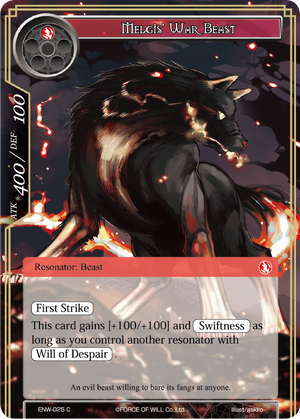 Melgis' War Beast
ATK 400 / DEF 100
Resonator: Beast
First Strike
This card gains [+100/+100] and Swiftness as
long as you control another resonator with
Will of Despair .
An evil beast willing to bare its fangs at anyone.
ENW-025 C ©FORCE OF WILL Co.,Ltd. Illust/gekko